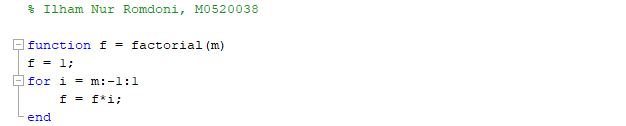 % Ilham Nur Romdoni, M0520038
function f = factorial(m)
f = 1;
for i = m:-1:1
f = f*i;
end